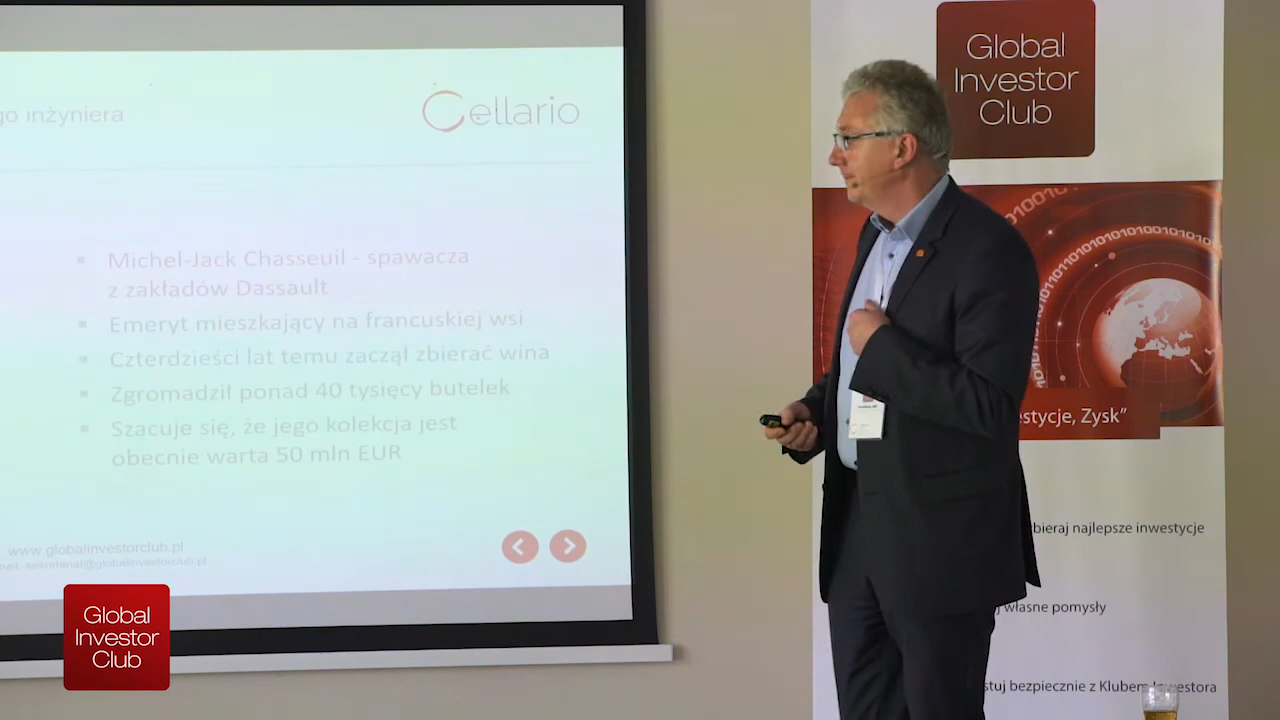 go inżyniera
Cellario
Michel-Jack Chasseuil - spawacza
z zakładów Dassault
Emeryt mieszkający na francuskiej wsi
Czterdzieści lat temu zaczął zbierać wina
Zgromadził ponad 40 tysięcy butelek
Szacuje się, że jego kolekcja jest
obecnie warta 50 mln EUR
www.globalinvestorclub.pl
sekretariat@globalinvestorclub.pl
Global
Investor
Club
Global
Investor
Club
stycje, Zysk”
bieraj najlepsze inwestycje
własne pomysły
stuj bezpiecznie z Klubem Inwestora